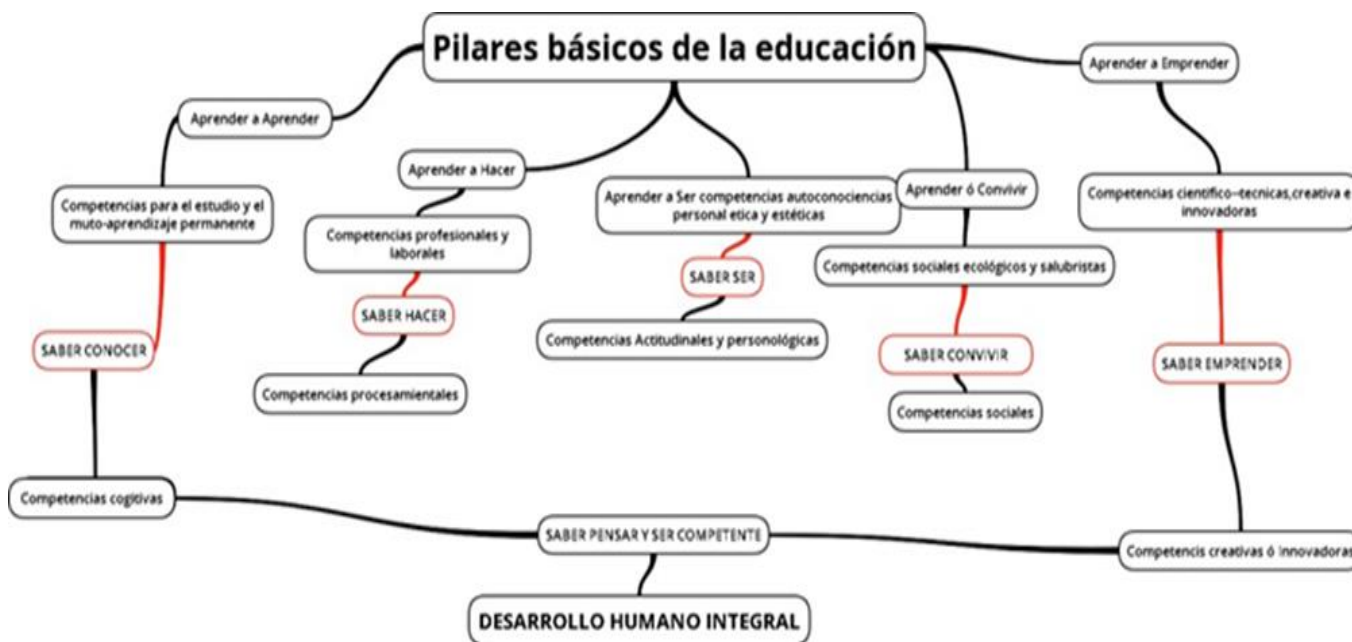 Pilares básicos de la educación
Aprender a Emprender
Aprender a Aprender
Aprender a Hacer
Aprender a Ser competencias autoconociencias
personal etica y estéticas
Aprender ó Convivir
Competencias cientifico-tecnicas,creativa e
innovadoras
Competencias para el estudio y el
muto-aprendizaje permanente
Competencias profesionales y
laborales
Competencias sociales ecológicos y salubristas
SABER SER
SABER HACER
Competencias Actitudinales y personológicas
SABER CONOCER
SABER CONVIVIR
SABER EMPRENDER
Competencias procesamientales
Competencias sociales
Competencias cogitivas
SABER PENSAR Y SER COMPETENTE
Competencis creativas ó Innovadoras
DESARROLLO HUMANO INTEGRAL